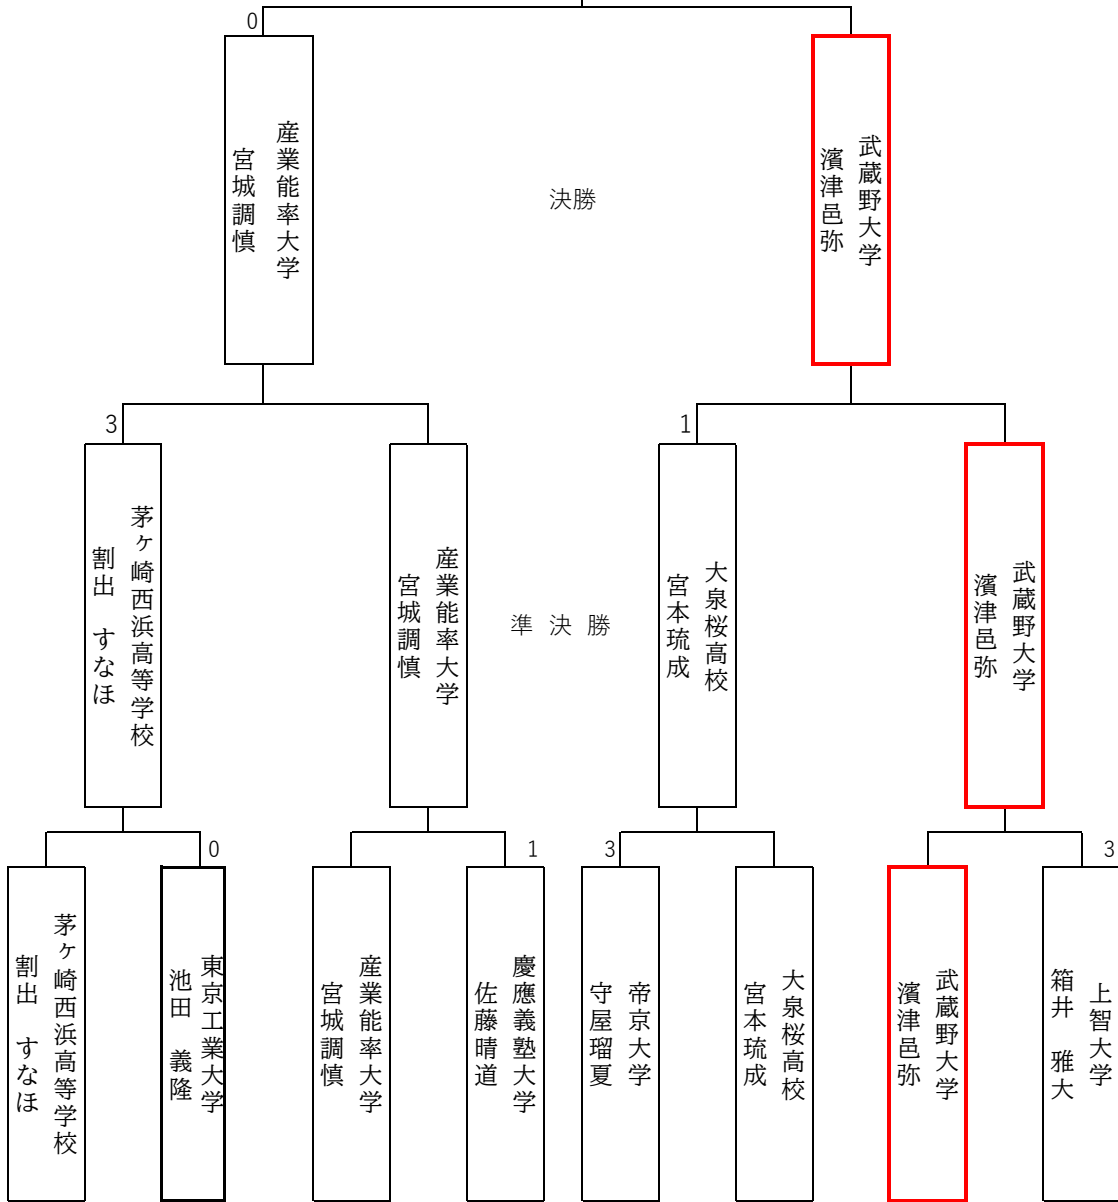 0
産業能率大学
宮城調慎
決勝
武蔵野大学
濱津邑弥
3
茅ヶ崎西浜高等学校
割出　すなほ
産業能率大学
宮城調慎
準決勝
1
大泉桜高校
宮本琉成
武蔵野大学
濱津邑弥
茅ヶ崎西浜高等学校
割出　すなほ
0
東京工業大学
池田　義隆
産業能率大学
宮城調慎
1
慶應義塾大学
佐藤晴道
3
帝京大学
守屋瑠夏
大泉桜高校
宮本琉成
武蔵野大学
濱津邑弥
3
上智大学
箱井　雅大